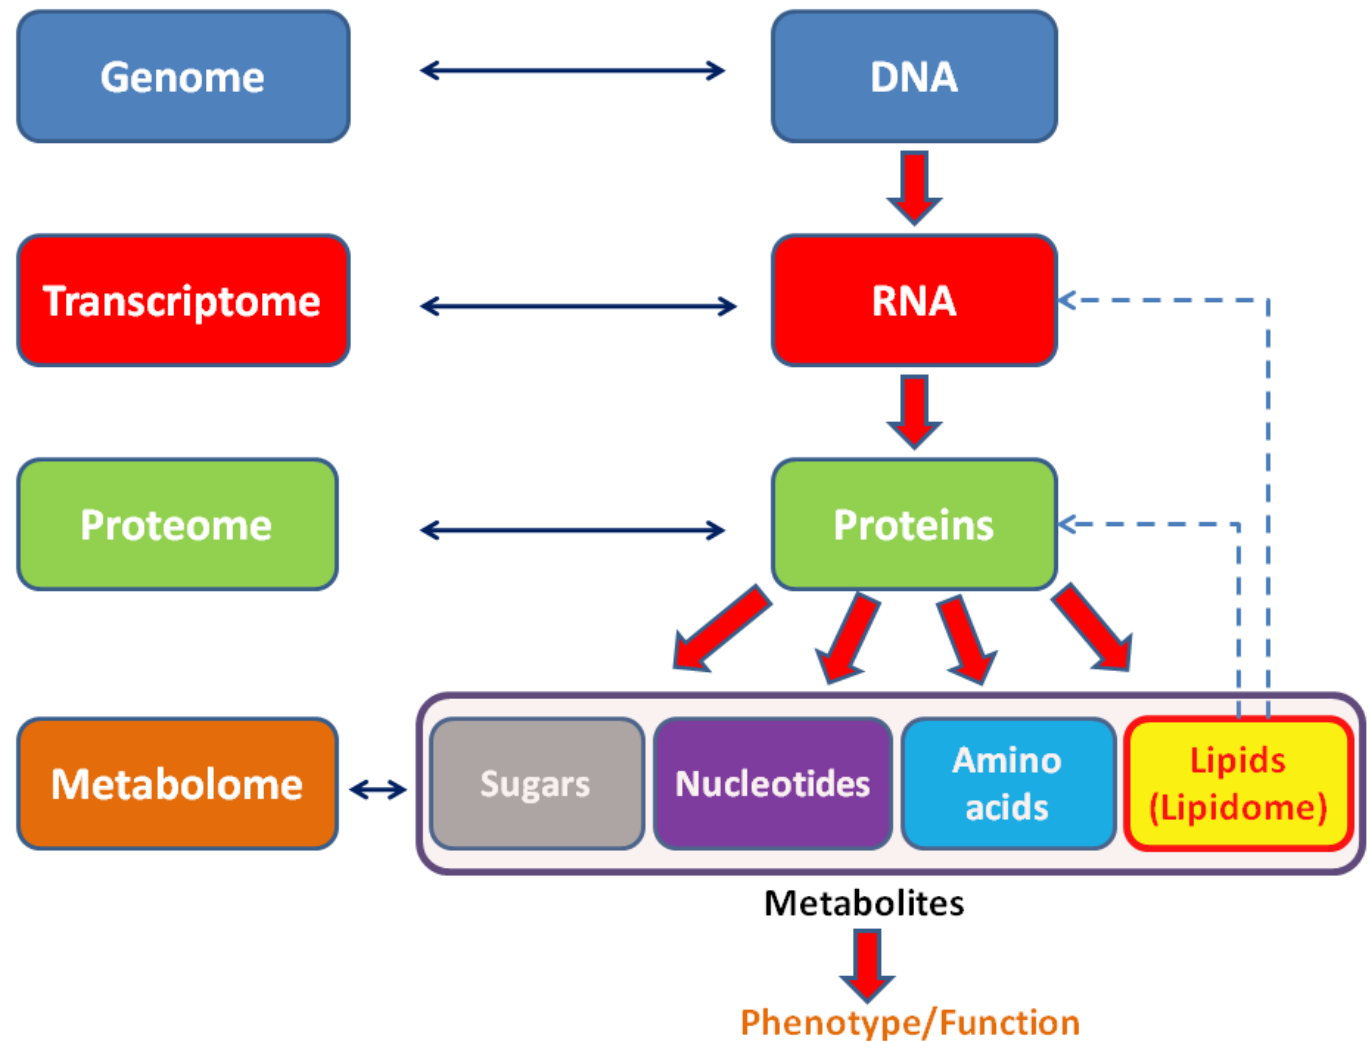 Genome
DNA
Transcriptome
RNA
Proteome
Proteins
Metabolome
Sugars
Nucleotides
Amino
acids
Lipids
(Lipidome)
Metabolites
Phenotype/Function